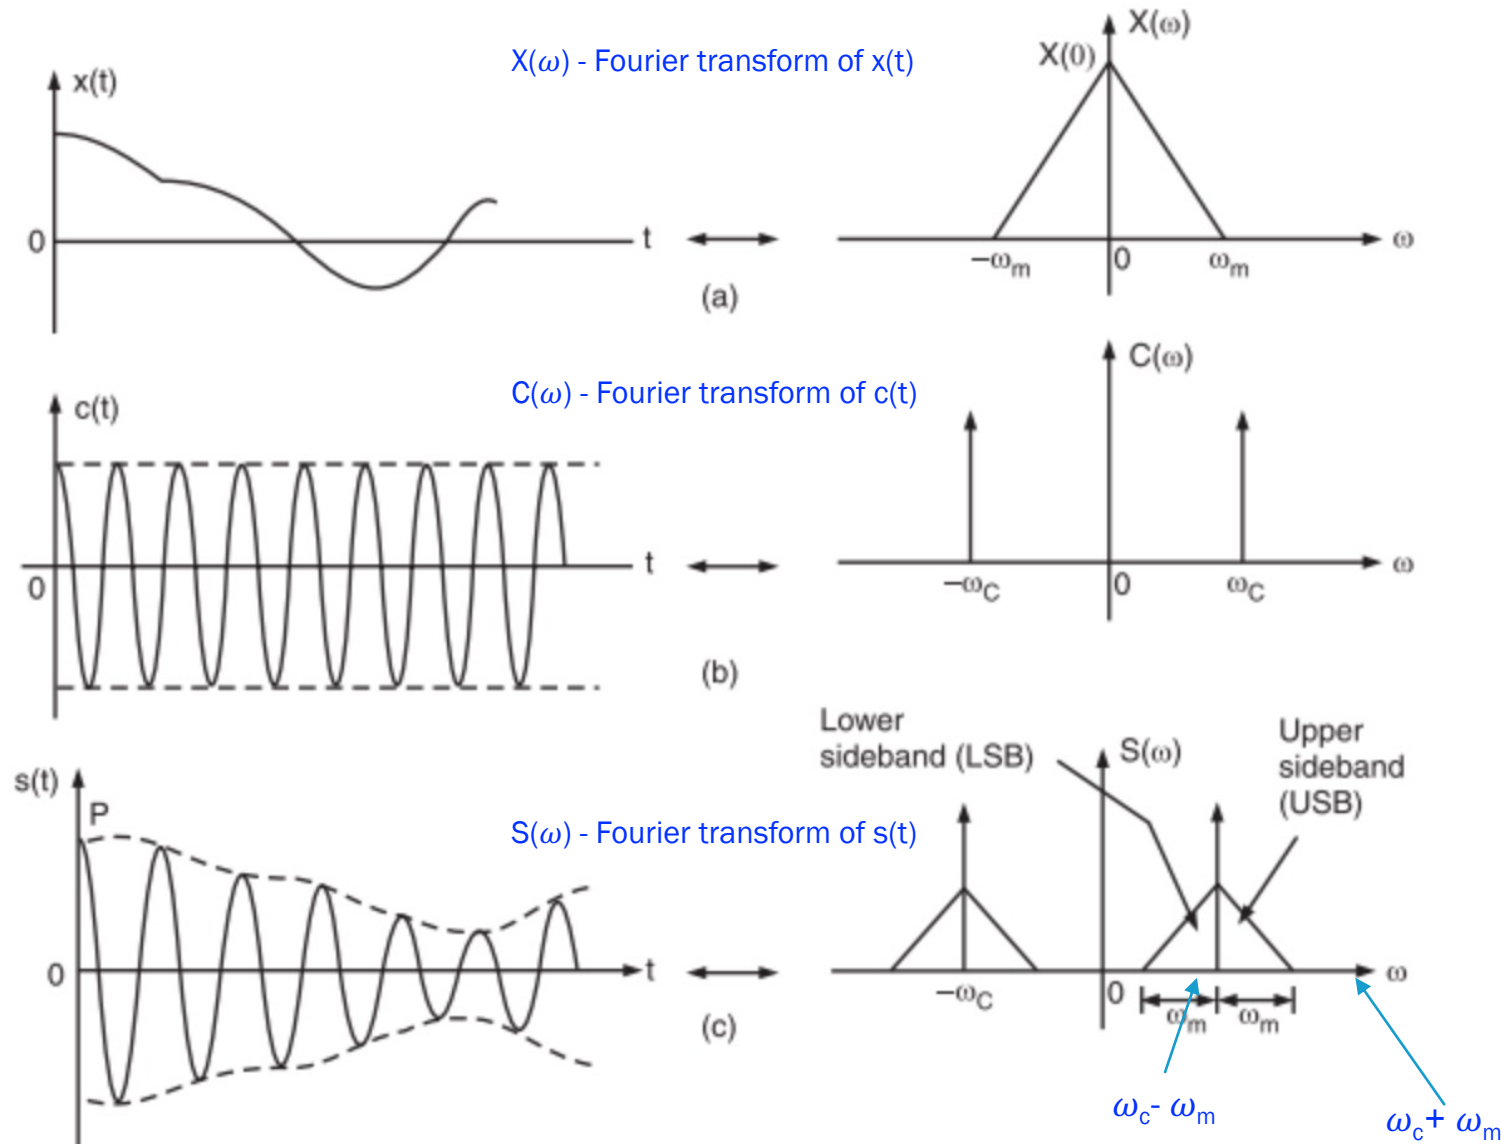 X(ω)
X(ω) - Fourier transform of x(t)
X(0)
x(t)
0
t
−ωm
0
ωm
ω
(a)
C(ω)
C(ω) - Fourier transform of c(t)
c(t)
0
t
−ωC
0
ωC
ω
(b)
Lower
sideband (LSB)
S(ω)
Upper
sideband
(USB)
s(t)
P
S(ω) - Fourier transform of s(t)
0
t
−ωC
0
ω
ωm
ωm
(c)
ωc- ωm
ωc+ ωm